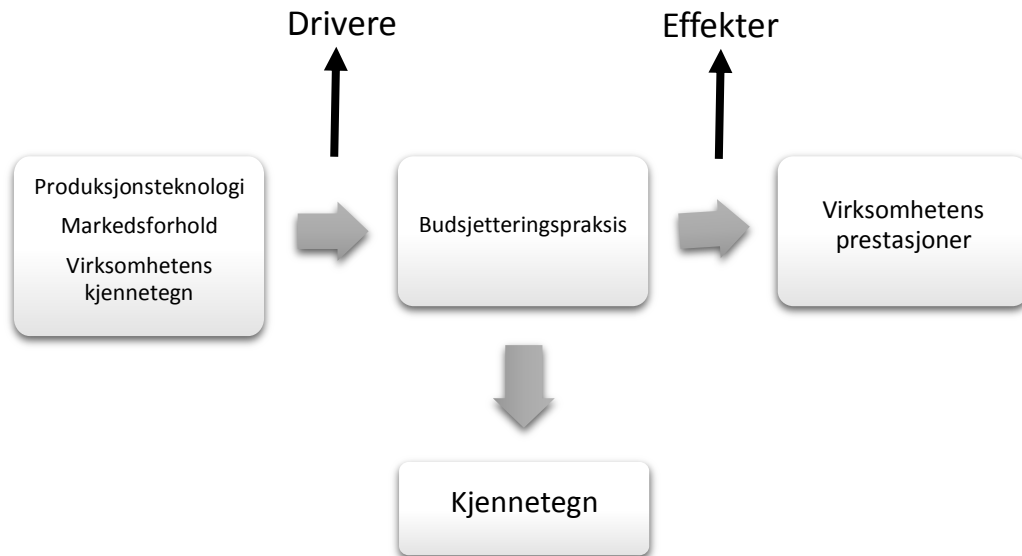 Drivere
Effekter
Produksjonsteknologi
Markedsforhold
Virksomhetens
kjennetegn
Budsjetteringspraksis
Virksomhetens
prestasjoner
Kjennetegn